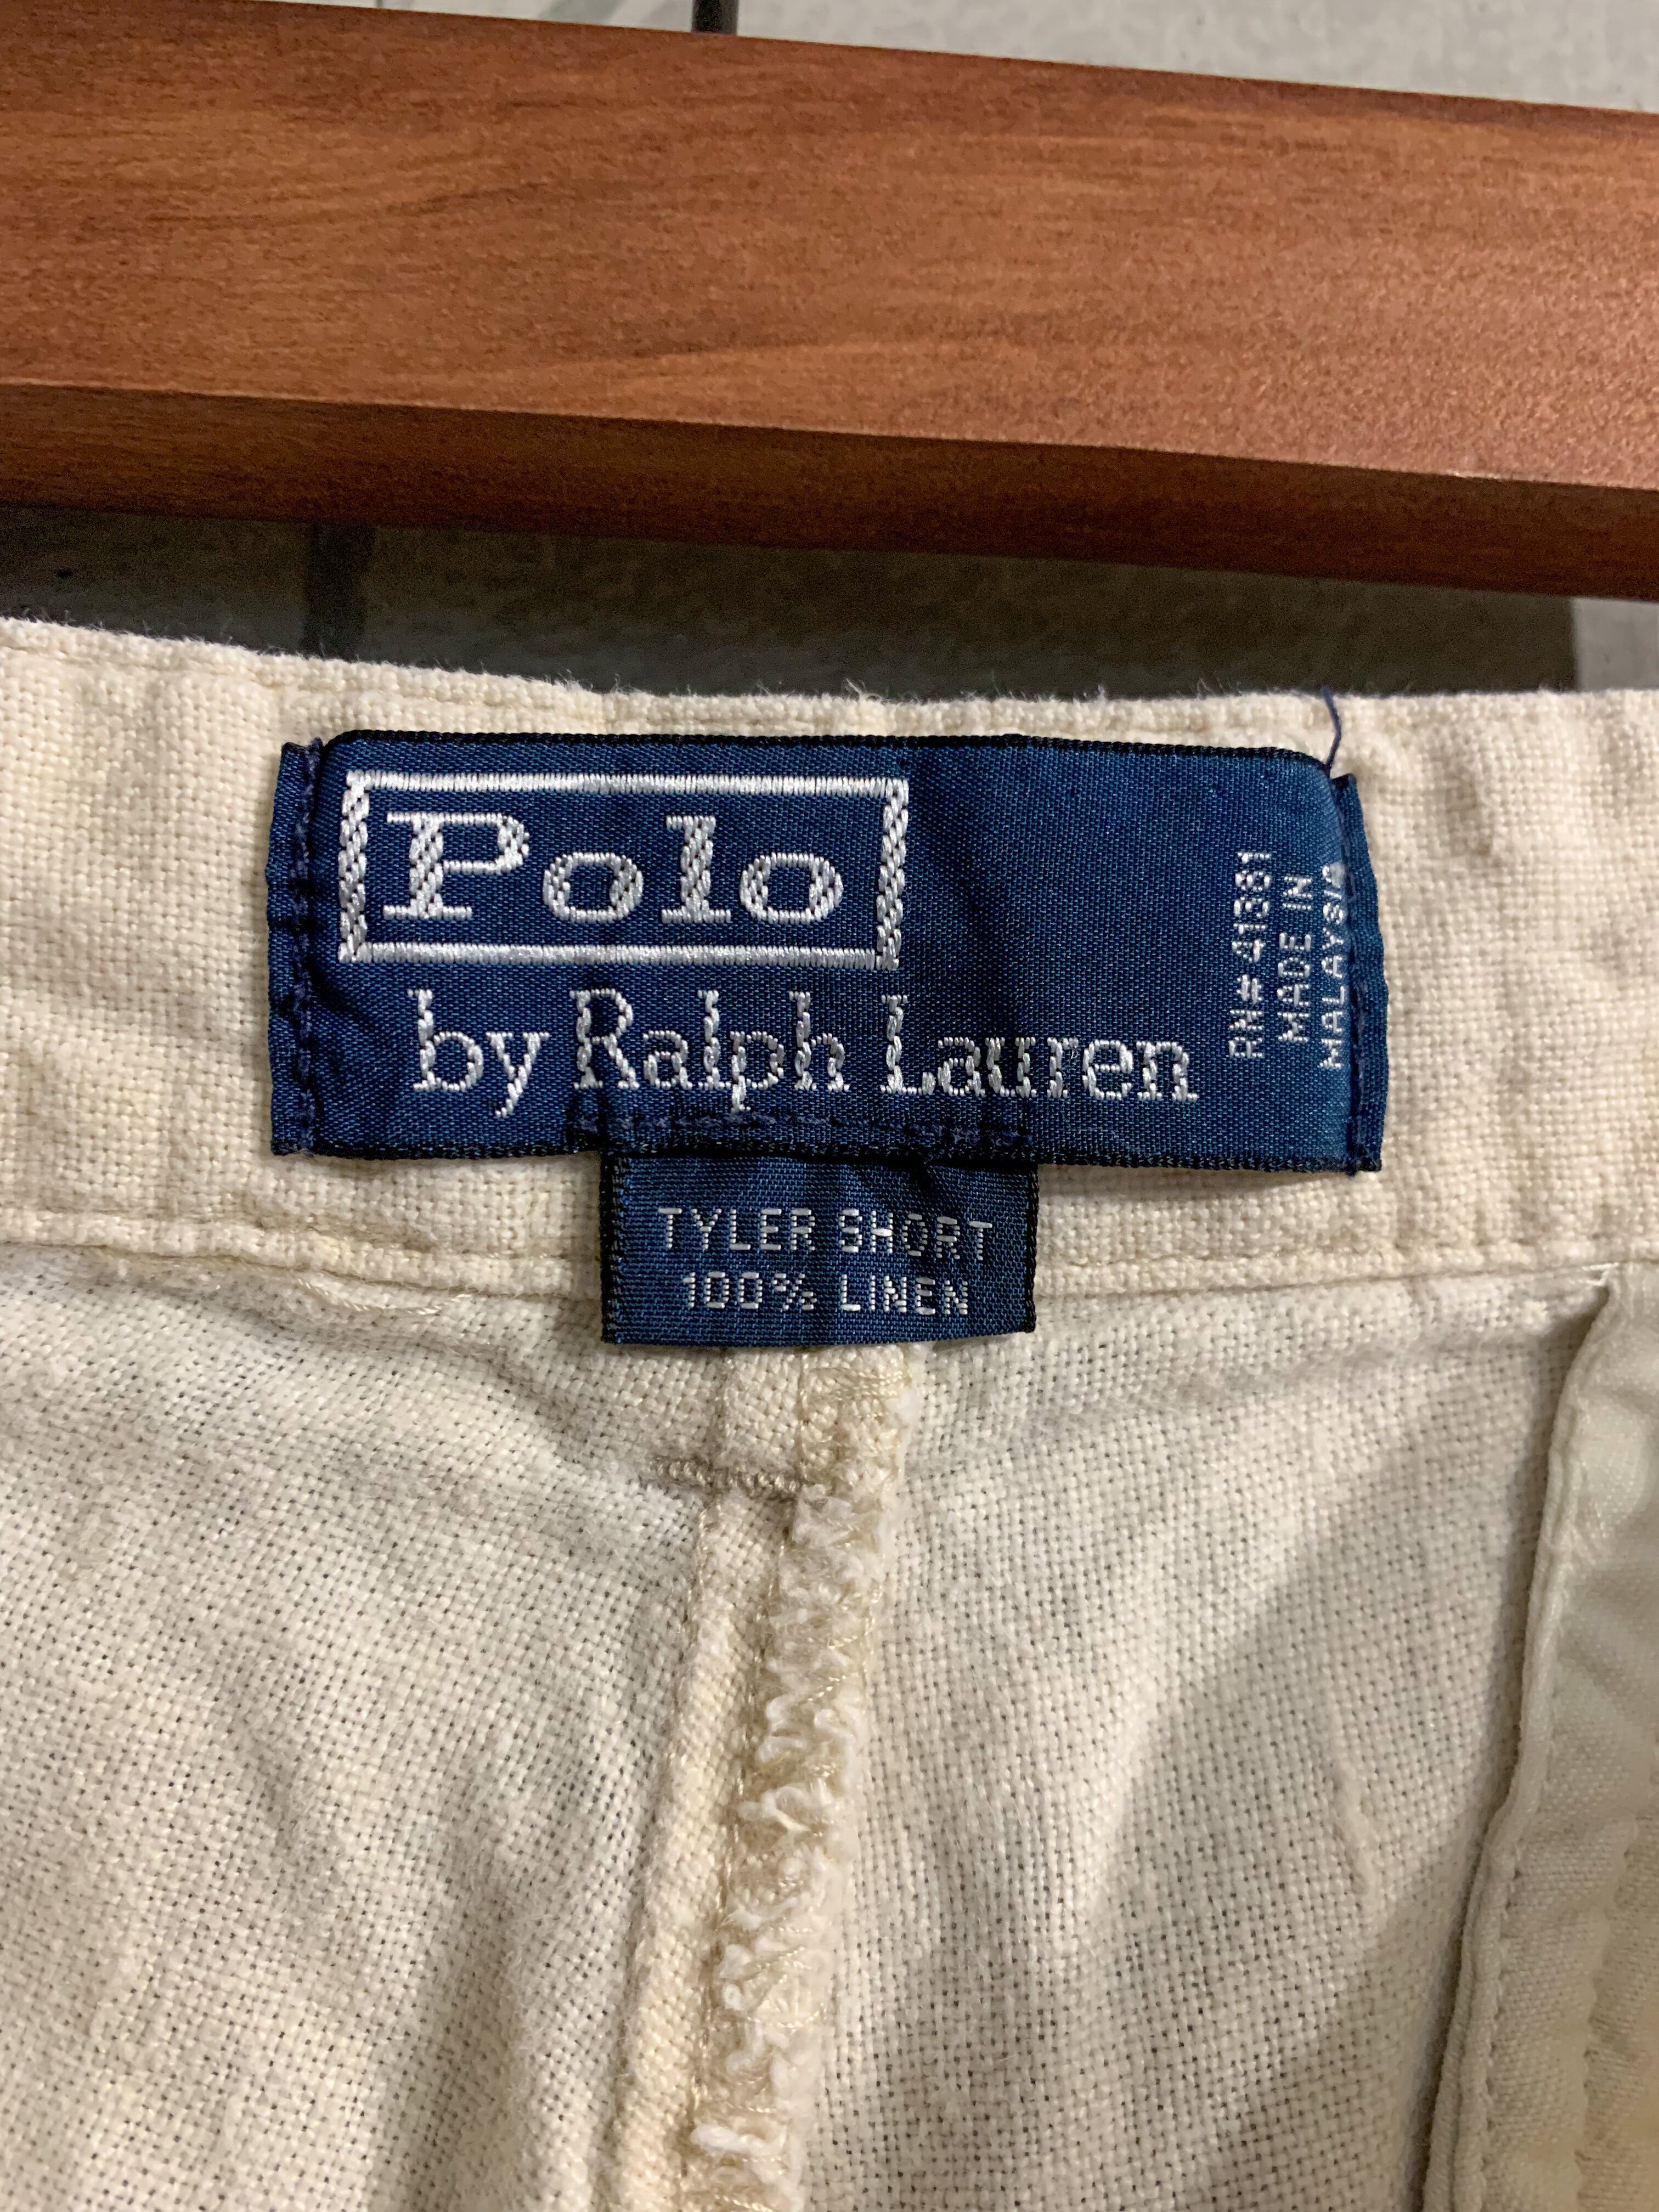 Polo
by Ralph Lauren
RN#41381
MADE IN
MALAYSIA
TYLER SHORT
100% LINEN